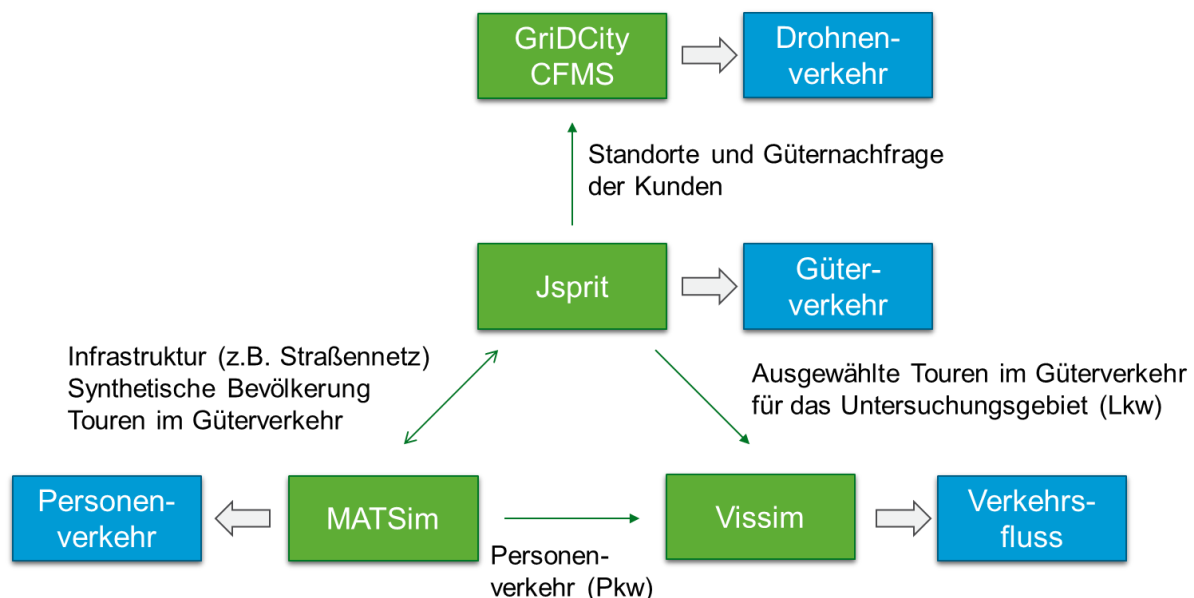 GriDCity
CFMS
Drohnen-
verkehr
Standorte und Güternachfrage
der Kunden
Jsprit
Güter-
verkehr
Infrastruktur (z.B. Straßennetz)
Synthetische Bevölkerung
Touren im Güterverkehr
Ausgewählte Touren im Güterverkehr
für das Untersuchungsgebiet (Lkw)
Personen-
verkehr
MATSim
Personen-
verkehr (Pkw)
Vissim
Verkehrs-
fluss